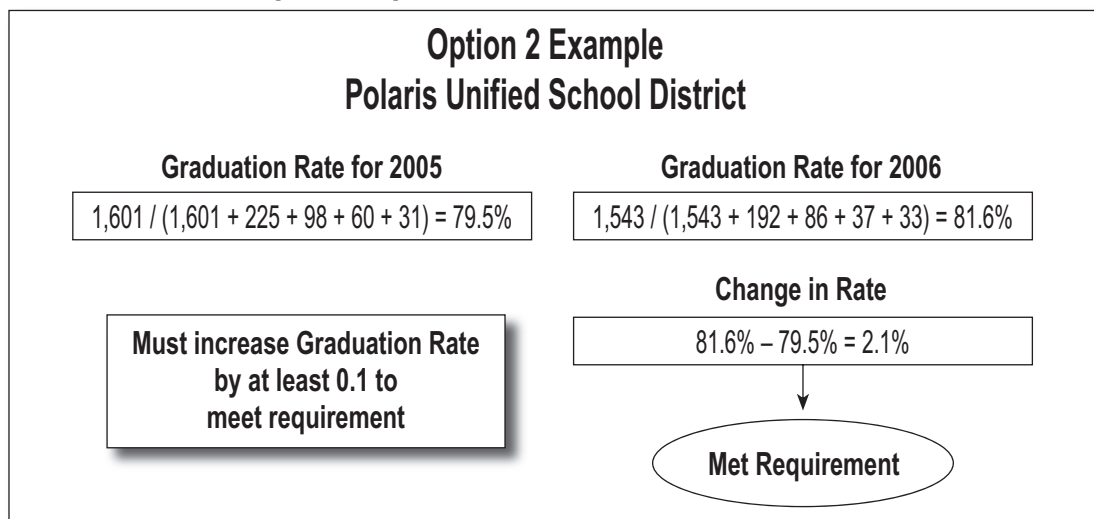 Option 2 Example
Polaris Unified School District
Graduation Rate for 2005
1,601 / (1,601 + 225 + 98 + 60 + 31) = 79.5%
Graduation Rate for 2006
1,543 / (1,543 + 192 + 86 + 37 + 33) = 81.6%
Change in Rate
81.6% – 79.5% = 2.1%
Must increase Graduation Rate
by at least 0.1 to
meet requirement
Met Requirement